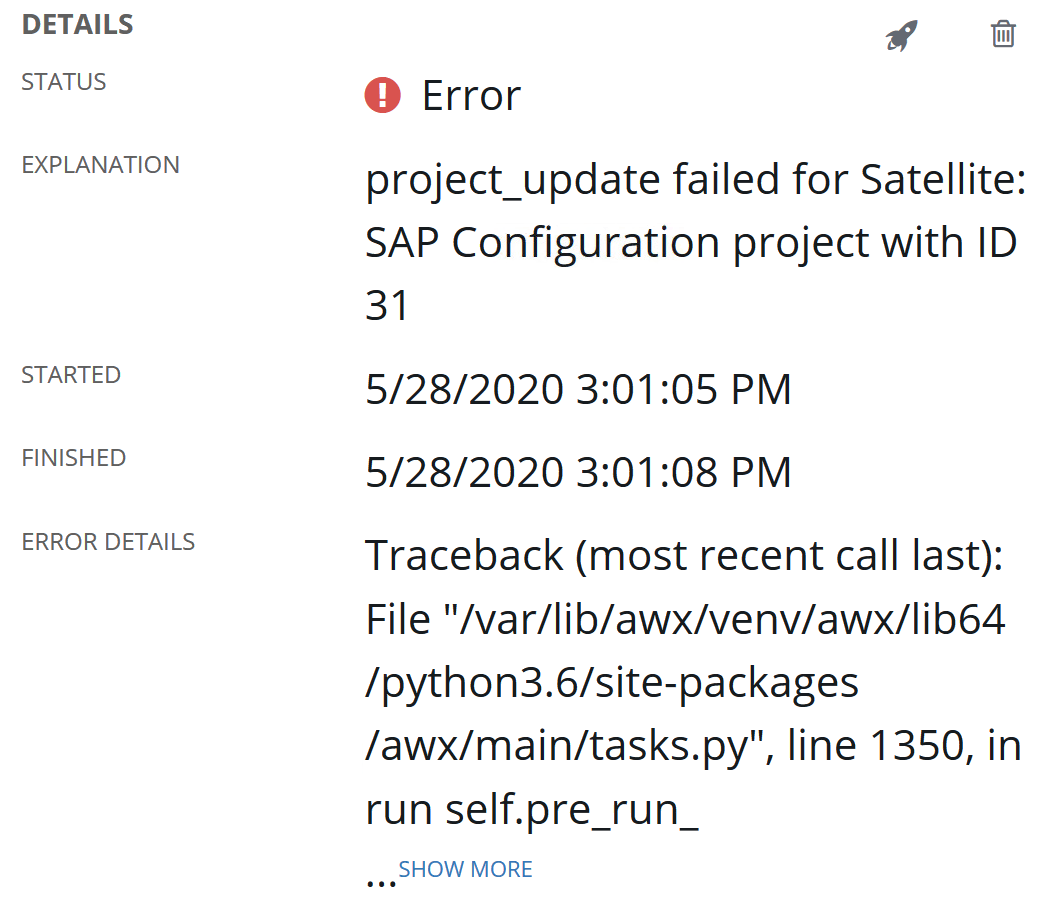 DETAILS
STATUS
Error
EXPLANATION
project_update failed for Satellite:
SAP Configuration project with ID
31
STARTED
5/28/2020 3:01:05 PM
FINISHED
5/28/2020 3:01:08 PM
ERROR DETAILS
Traceback (most recent call last):
File "/var/lib/awx/venv/awx/lib64
/python3.6/site-packages
/awx/main/tasks.py", line 1350, in
run self.pre_run_
...SHOW MORE